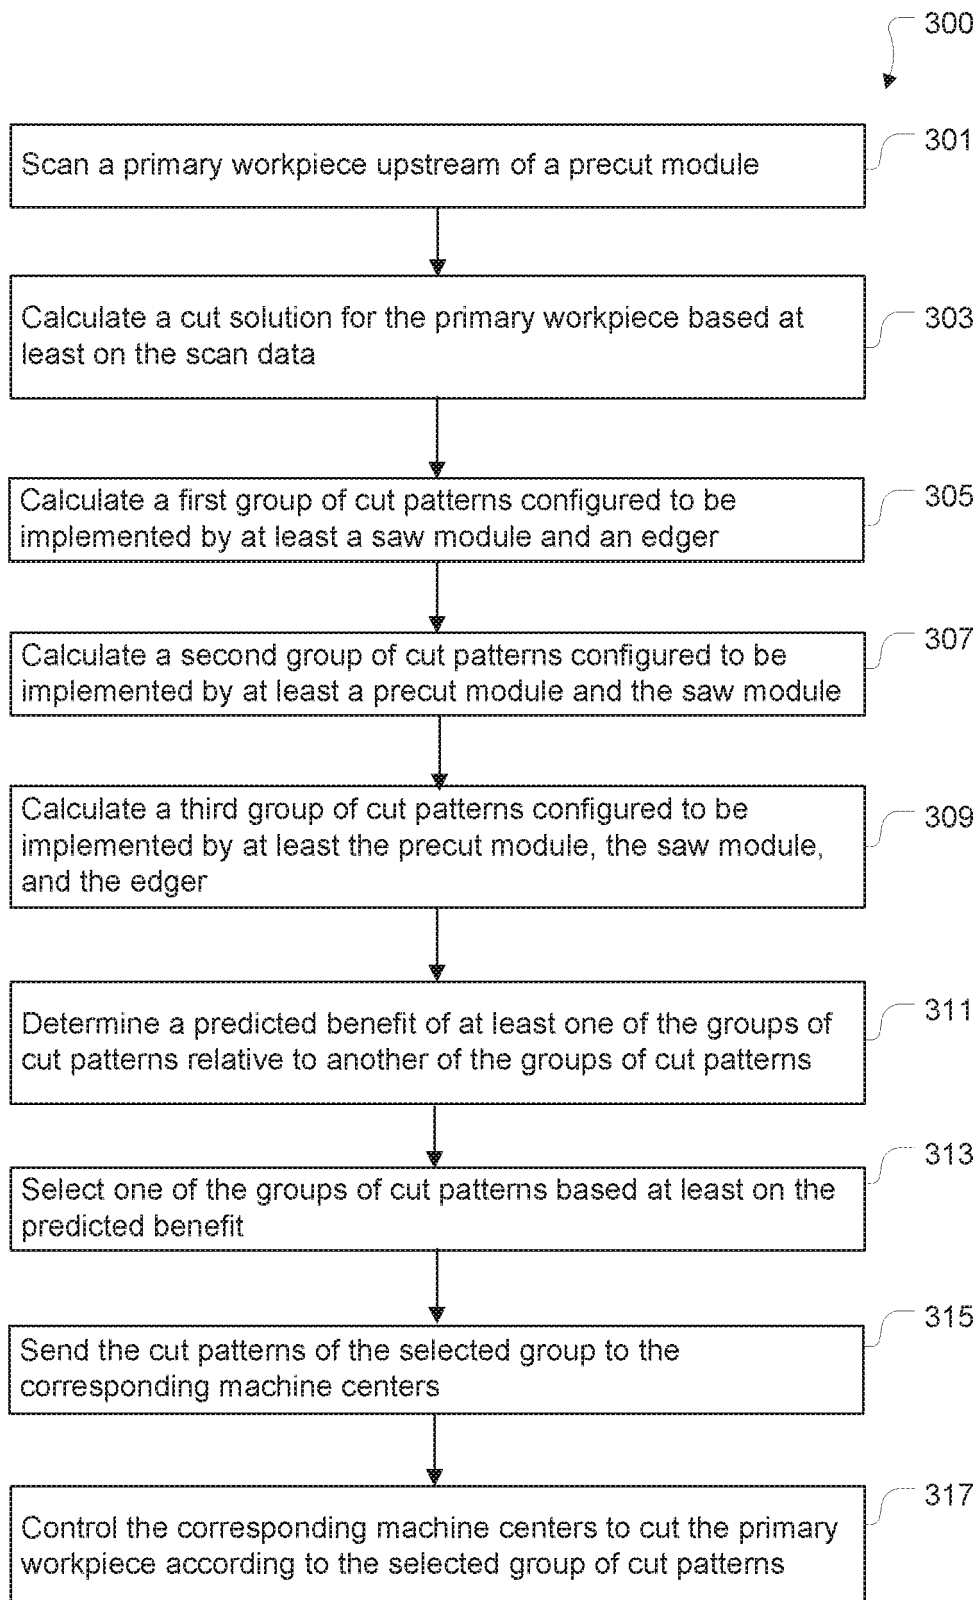 300
301
Scan a primary workpiece upstream of a precut module
303
Calculate a cut solution for the primary workpiece based at
least on the scan data
305
Calculate a first group of cut patterns configured to be
implemented by at least a saw module and an edger
307
Calculate a second group of cut patterns configured to be
implemented by at least a precut module and the saw module
309
Calculate a third group of cut patterns configured to be
implemented by at least the precut module, the saw module,
and the edger
311
Determine a predicted benefit of at least one of the groups of
cut patterns relative to another of the groups of cut patterns
313
Select one of the groups of cut patterns based at least on the
predicted benefit
315
Send the cut patterns of the selected group to the
corresponding machine centers
317
Control the corresponding machine centers to cut the primary
workpiece according to the selected group of cut patterns